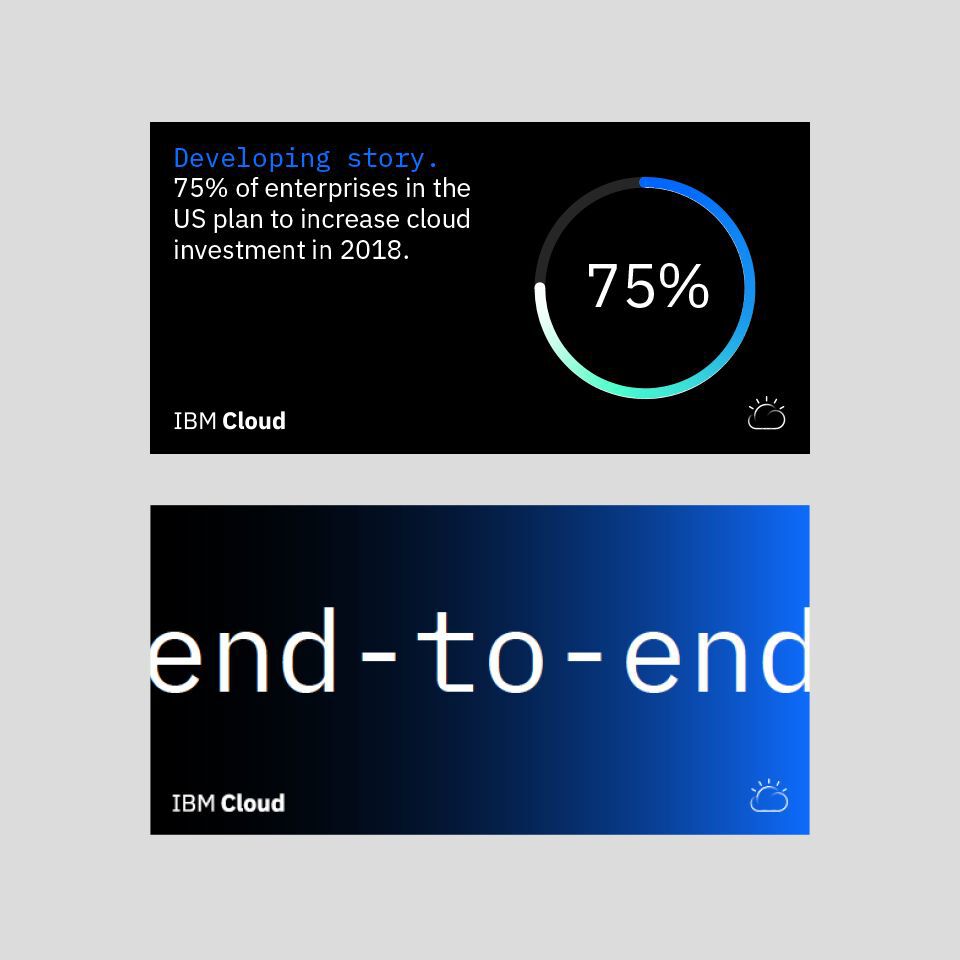 Developing story.
75% of enterprises in the
US plan to increase cloud
investment in 2018.
75%
IBM Cloud
end-to-end
IBM Cloud